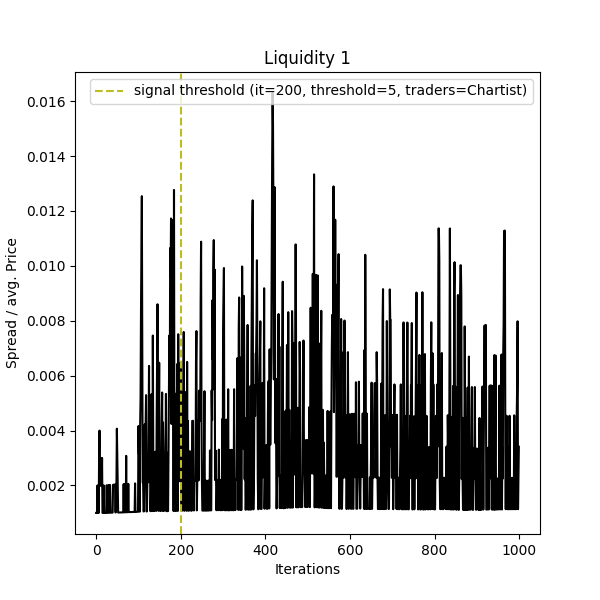 Liquidity 1
signal threshold (it=200, threshold=5, traders=Chartist)
Spread / avg. Price
0.016
0.014
0.012
0.010
0.008
0.006
0.004
0.002
0 200 400 600 800 1000
Iterations